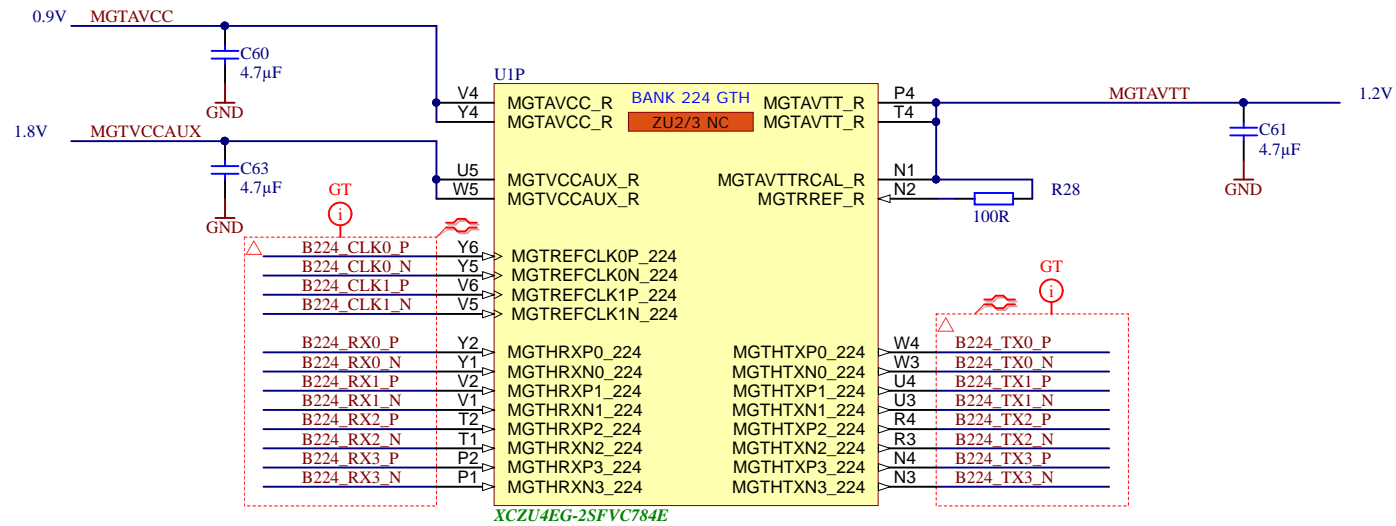 0.9V
MGTAVCC
C60
4.7µF
GND
1.8V
MGTVCCAUX
C63
4.7µF
GND
U1P
BANK 224 GTH
ZU2/3 NC
V4 MGTAVCC_R
Y4 MGTAVCC_R
U5 MGTVCCAUX_R
W5 MGTVCCAUX_R
MGTAVTT_R P4
MGTAVTT_R T4
MGTAVTTRCAL_R N1
MGTRREF_R N2
MGTAVTT
1.2V
C61
4.7µF
GND
R28
100R
GT
i
B224_CLK0_P Y6 MGTREFCLK0P_224
B224_CLK0_N Y5 MGTREFCLK0N_224
B224_CLK1_P V6 MGTREFCLK1P_224
B224_CLK1_N V5 MGTREFCLK1N_224
B224_RX0_P Y2 MGTHRXP0_224
B224_RX0_N Y1 MGTHRXN0_224
B224_RX1_P V2 MGTHRXP1_224
B224_RX1_N V1 MGTHRXN1_224
B224_RX2_P T2 MGTHRXP2_224
B224_RX2_N T1 MGTHRXN2_224
B224_RX3_P P2 MGTHRXP3_224
B224_RX3_N P1 MGTHRXN3_224
GT
i
MGTHTXP0_224 W4 B224_TX0_P
MGTHTXN0_224 W3 B224_TX0_N
MGTHTXP1_224 U4 B224_TX1_P
MGTHTXN1_224 U3 B224_TX1_N
MGTHTXP2_224 R4 B224_TX2_P
MGTHTXN2_224 R3 B224_TX2_N
MGTHTXP3_224 N4 B224_TX3_P
MGTHTXN3_224 N3 B224_TX3_N
XCZU4EG-2SFVC784E